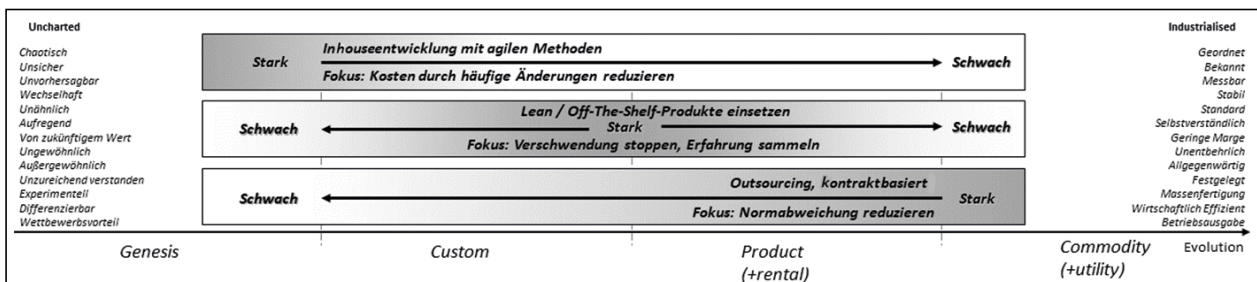 Uncharted
Chaotisch
Unsicher
Unvorhersagbar
Wechselhaft
Unähnlich
Aufregend
Von zukünftigem Wert
Ungewöhnlich
Außergewöhnlich
Unzureichend verstanden
Experimentell
Differenzierbar
Wettbewerbsvorteil
Inhouseentwicklung mit agilen Methoden
Stark Schwach
Fokus: Kosten durch häufige Änderungen reduzieren
Lean / Off-The-Shelf-Produkte einsetzen
Schwach Stark Schwach
Fokus: Verschwendung stoppen, Erfahrung sammeln
Outsourcing, kontraktbasiert
Schwach Stark
Fokus: Normabweichung reduzieren
Industrialised
Geordnet
Bekannt
Messbar
Stabil
Standard
Selbstverständlich
Geringe Marge
Unentbehrlich
Allgegenwärtig
Festgelegt
Massenfertigung
Wirtschaftlich Effizient
Betriebsausgabe
Genesis
Custom
Product
(+rental)
Commodity
(+utility)
Evolution